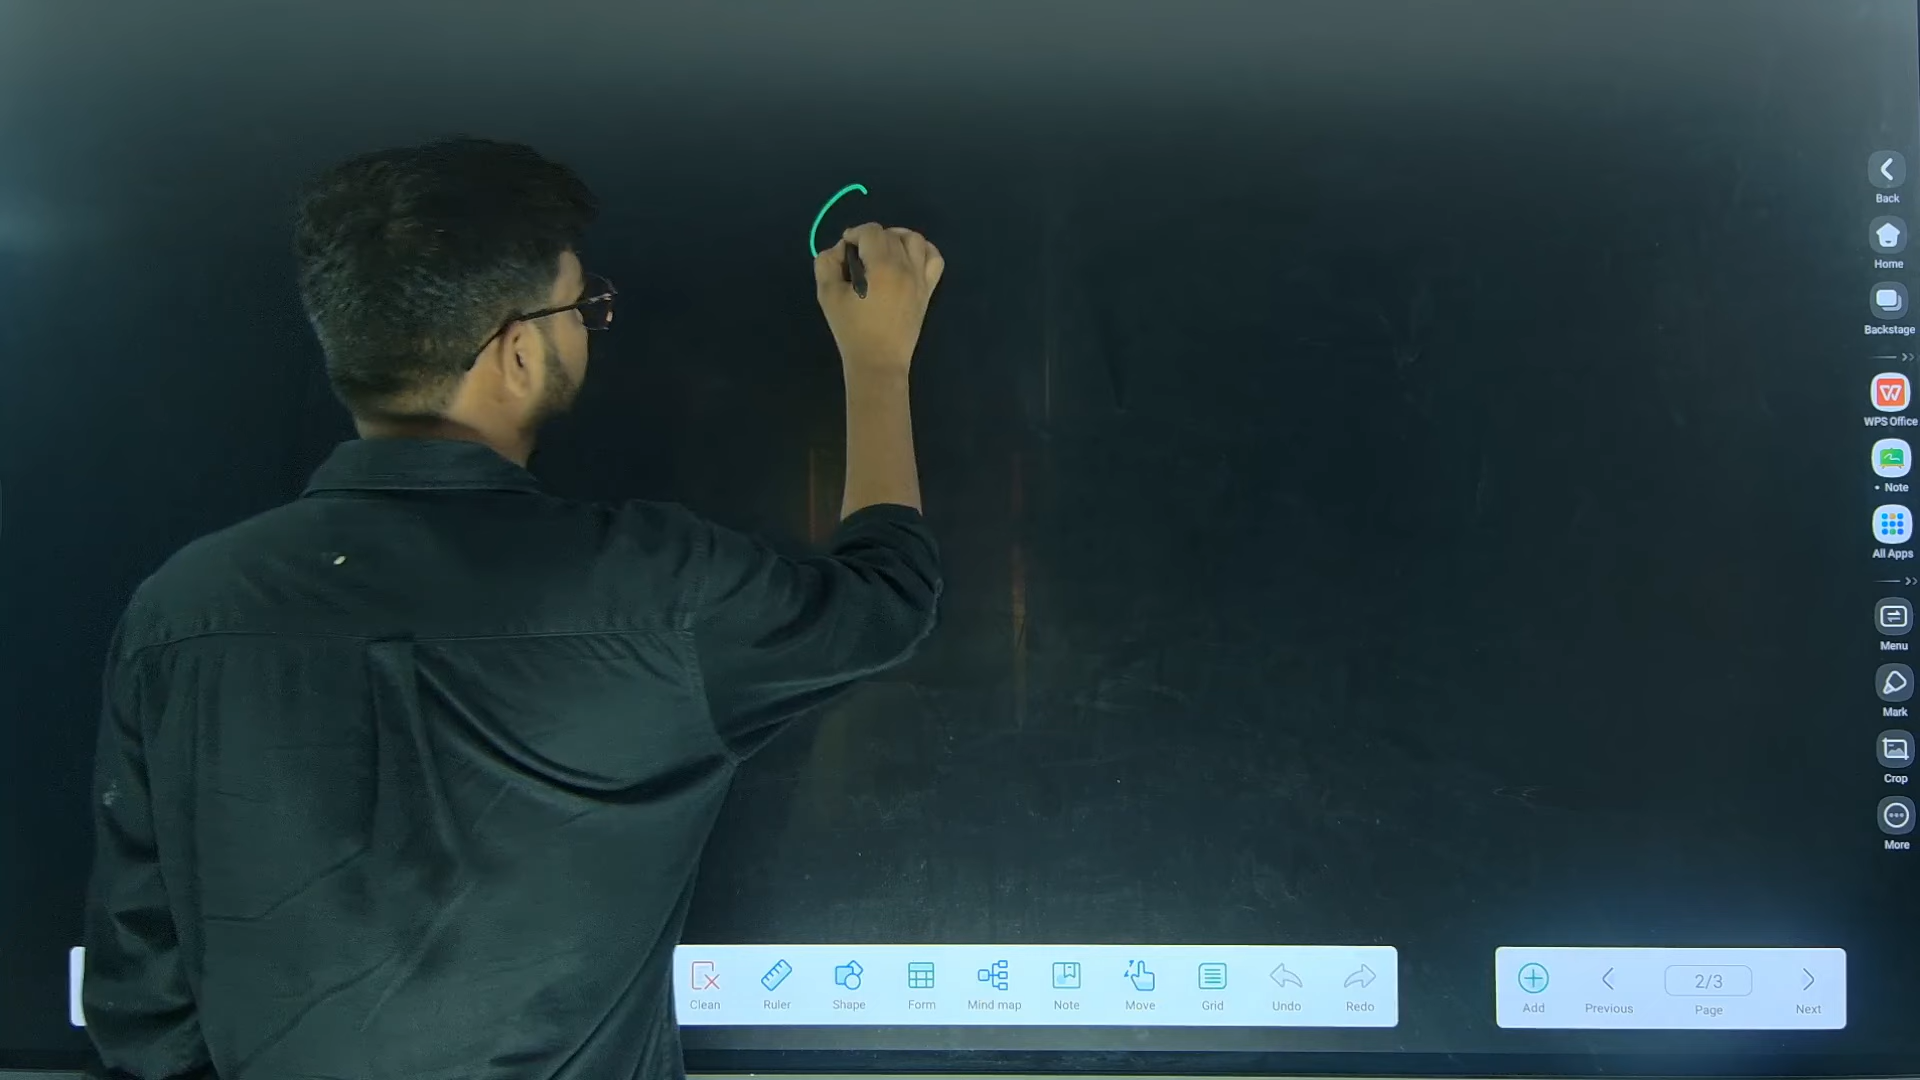 Back
Home
Backstage
WPS Office
Note
All Apps
Menu
Mark
Crop
More
Clean
Ruler
Shape
Form
Mind map
Note
Move
Grid
Undo
Redo
Add
Previous
2/3
Page
Next